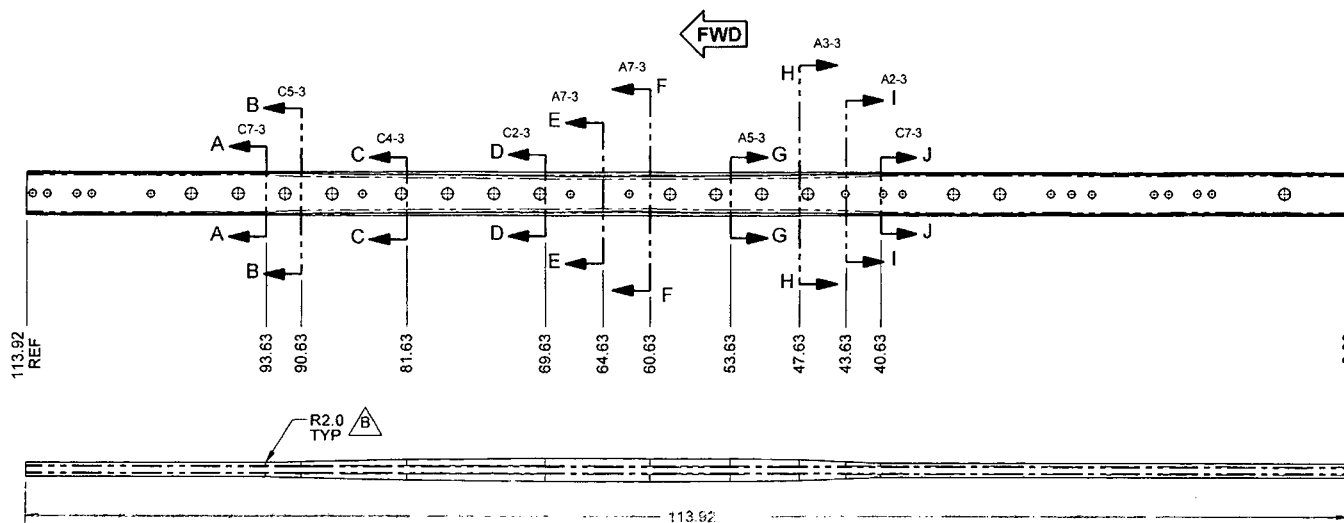 FWD
A3-3
H
A7-3
F
A2-3
I
C5-3
B
A7-3
E
C7-3
A
C4-3
C
C2-3
D
A5-3
G
C7-3
J
A
B
C
D
E
F
G
H
I
J
113.92
REF
93.63
90.63
81.63
69.63
64.63
60.63
53.63
47.63
43.63
40.63
R2.0
TYP
B
113.92